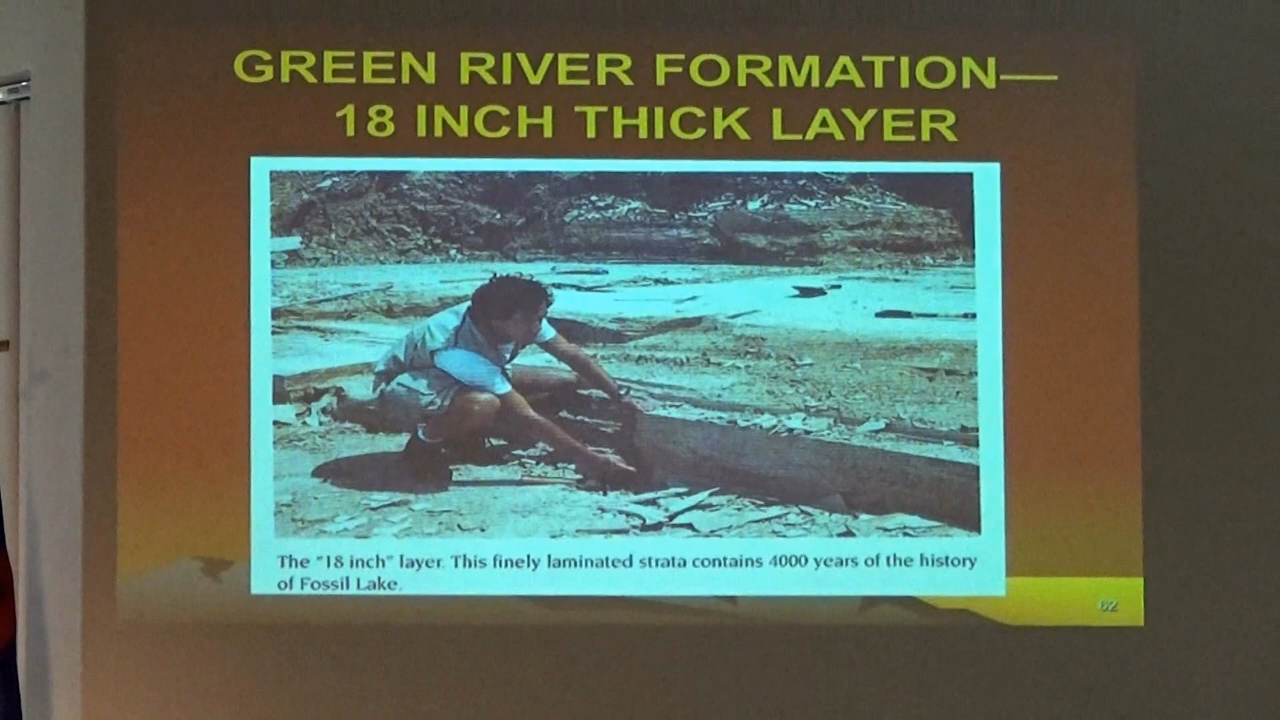 GREEN RIVER FORMATION—
18 INCH THICK LAYER
The "18 inch" layer. This finely laminated strata contains 4000 years of the history
of Fossil Lake.
62